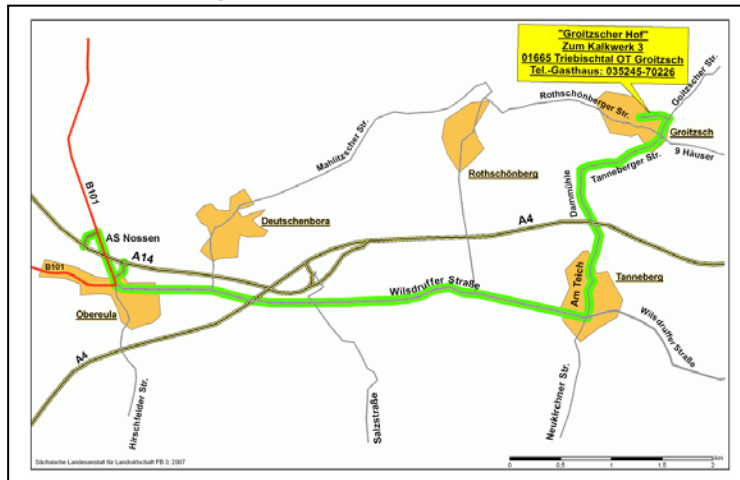 "Groitzscher Hof"
Zum Kalkwerk 3
01665 Triebischtal OT Groitzsch
Tel.-Gasthaus: 035245-70226
Goitzscher Str.
Rothschönberger Str.
Groitzsch
9 Häuser
Tanneberger Str.
Mahlitzscher Str.
Rothschönberg
Dammühle
B101
Deutschenbora
A4
AS Nossen
A14
B101
Wilsdruffer Straße
Am Teich
Tanneberg
Obereula
Wilsdruffer Straße
A4
Hirschfelder Str.
Salzstraße
Neukirchner Str.
Sächsische Landesanstalt für Landwirtschaft FB 3, 2007
km
0 0,5 1 1,5 2